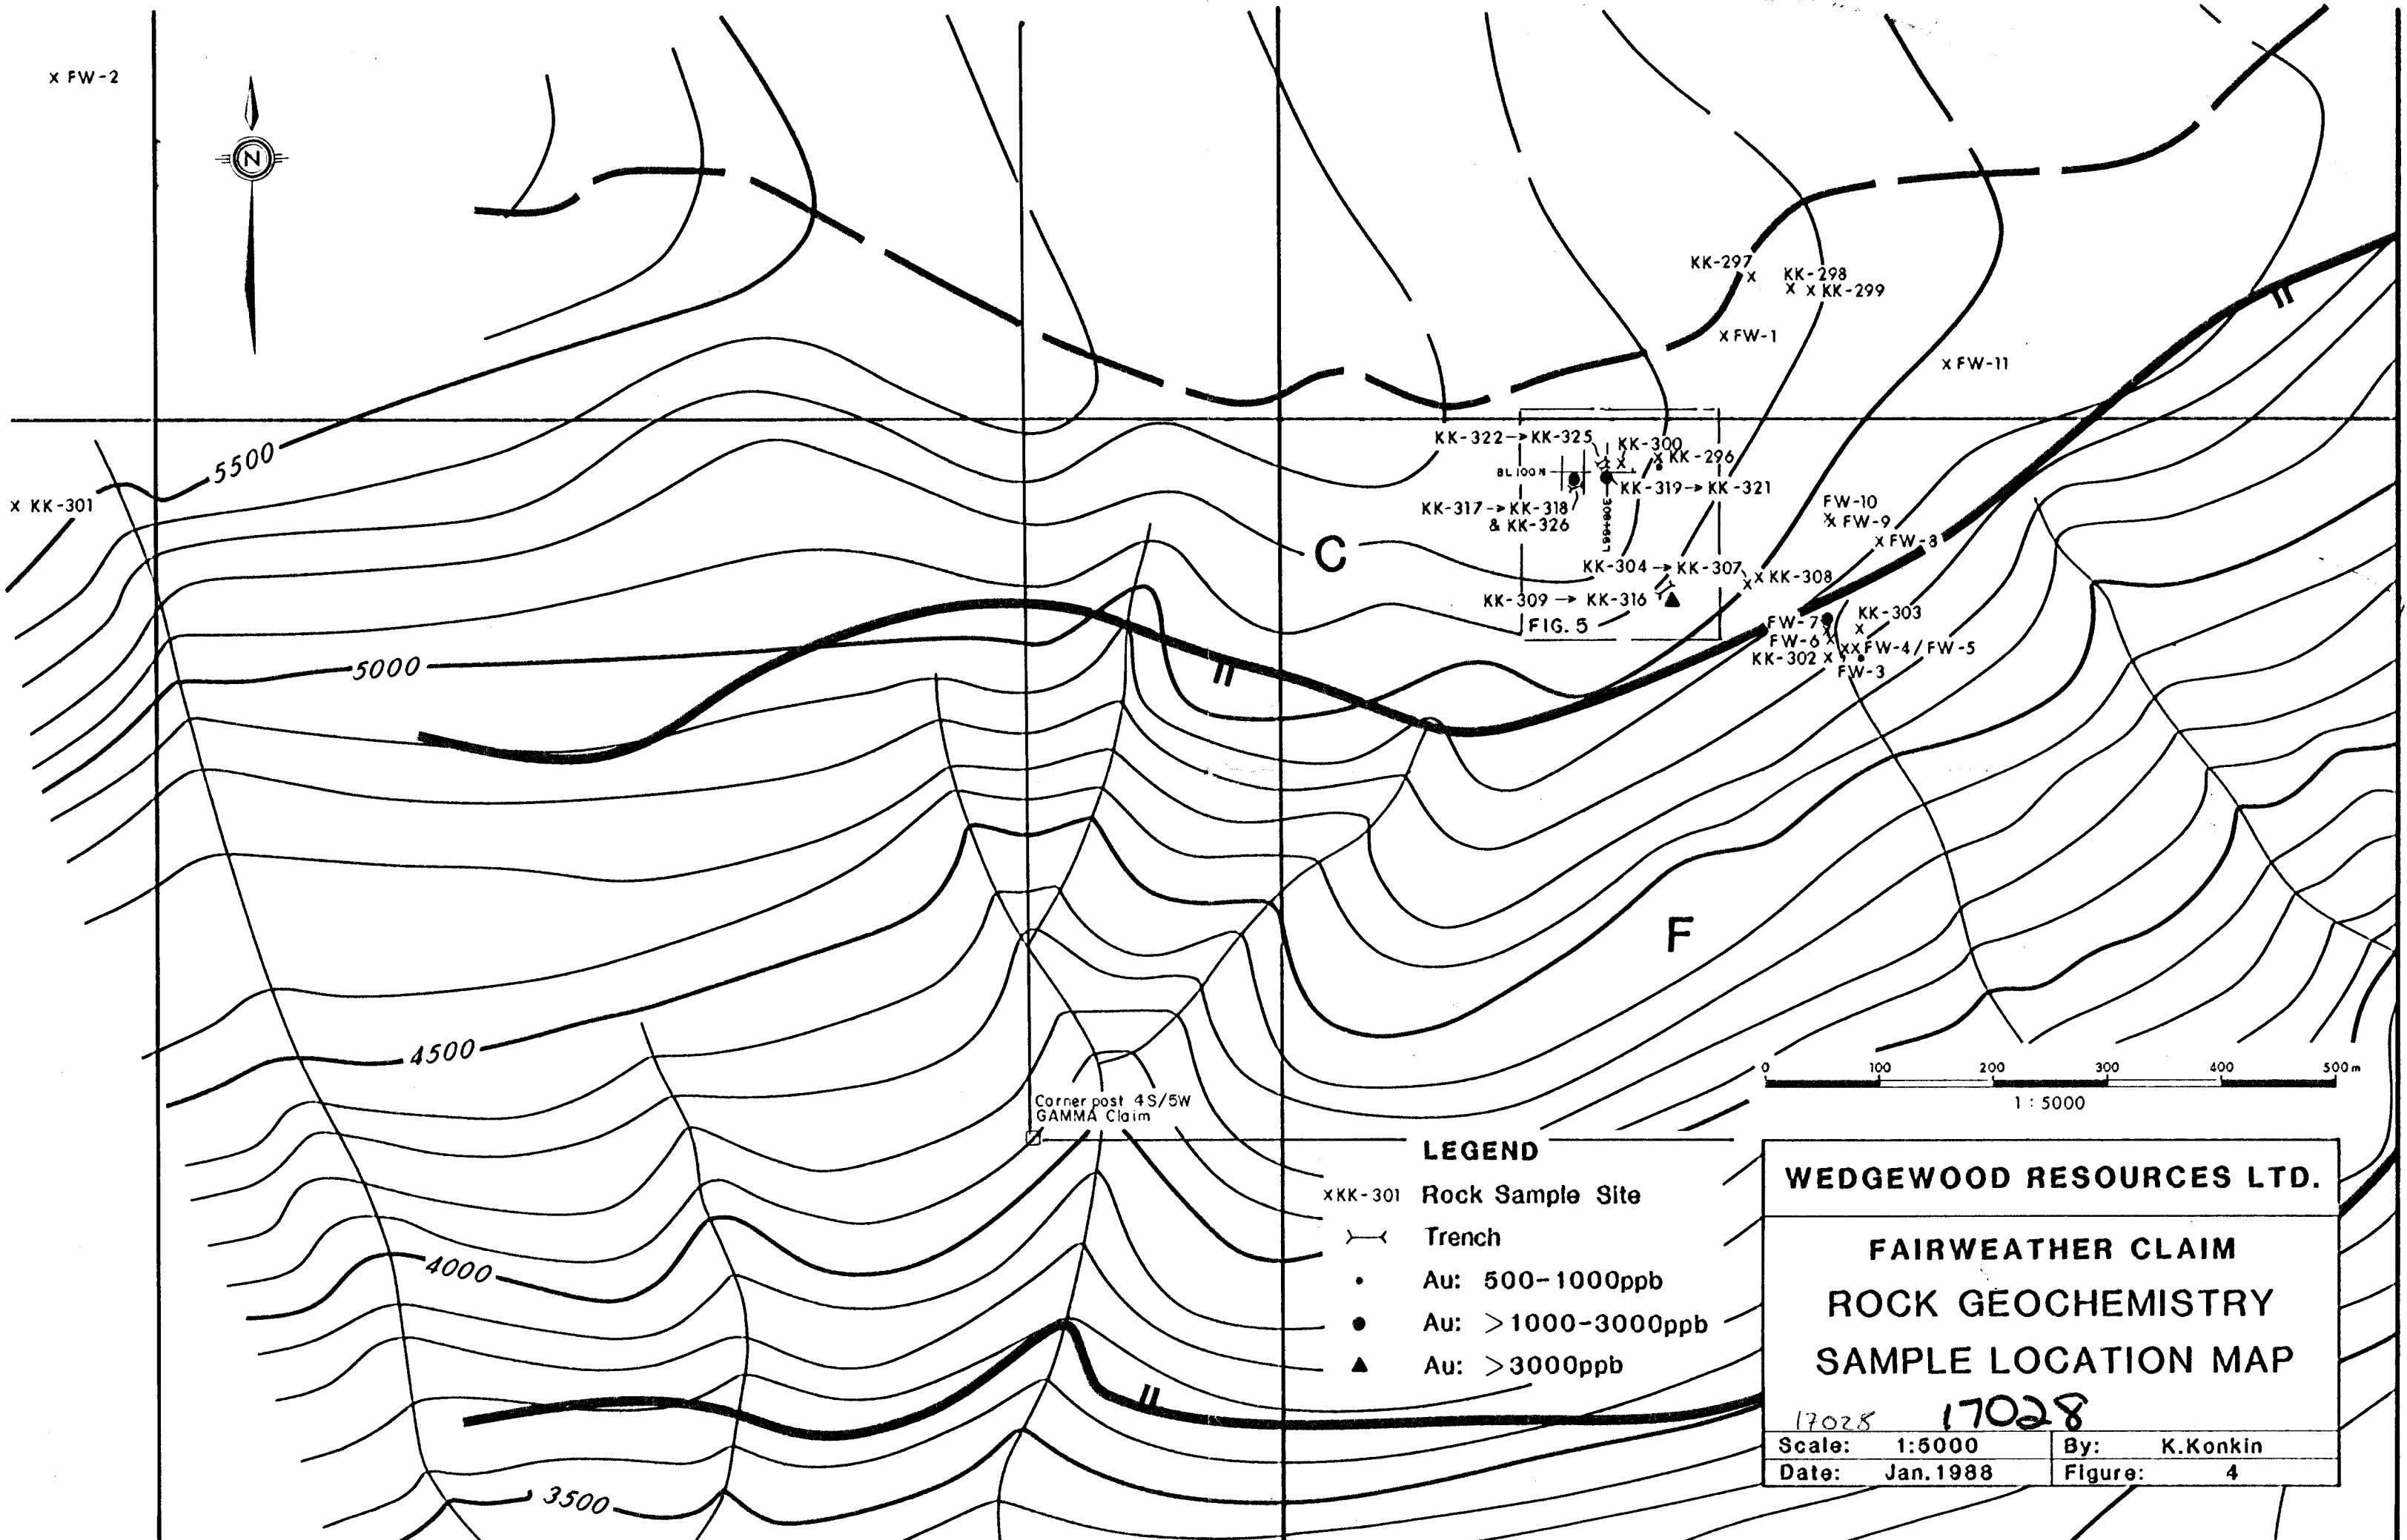 x FW-2
N
KK-297
x
KK-298
x x KK-299
x FW-1
x FW-11
5500
KK-322→KK-325
KK-300
x KK-296
BL 100N
KK-319→KK-321
x KK-301
KK-317→KK-318
& KK-326
L99+80E
FW-10
x FW-9
x FW-8
C
KK-304→KK-307
x KK-308
KK-309→KK-316
FIG. 5
5000
FW-7
KK-303
FW-6
xxFW-4/FW-5
KK-302 x
FW-3
F
4500
0 100 200 300 400 500m
1:5000
Corner post 4S/5W
GAMMA Claim
LEGEND
xKK-301 Rock Sample Site
Trench
Au: 500-1000ppb
Au: >1000-3000ppb
Au: >3000ppb
4000
3500
WEDGEWOOD RESOURCES LTD.
FAIRWEATHER CLAIM
ROCK GEOCHEMISTRY
SAMPLE LOCATION MAP
17028 17028
Scale: 1:5000 By: K.Konkin
Date: Jan.1988 Figure: 4